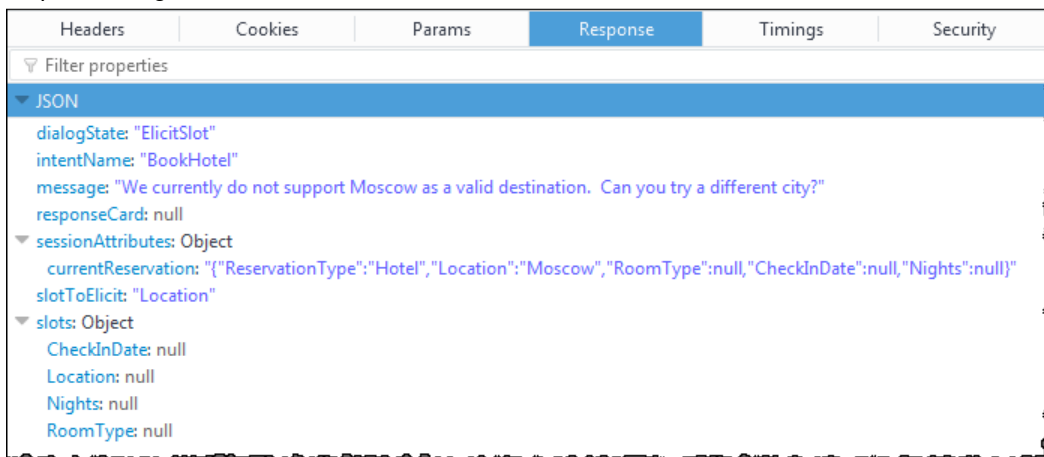 Headers Cookies Params Response Timings Security
Filter properties
JSON
dialogState: "ElicitSlot"
intentName: "BookHotel"
message: "We currently do not support Moscow as a valid destination.  Can you try a different city?"
responseCard: null
sessionAttributes: Object
currentReservation: "{"ReservationType":"Hotel","Location":"Moscow","RoomType":null,"CheckInDate":null,"Nights":null}"
slotToElicit: "Location"
slots: Object
CheckInDate: null
Location: null
Nights: null
RoomType: null